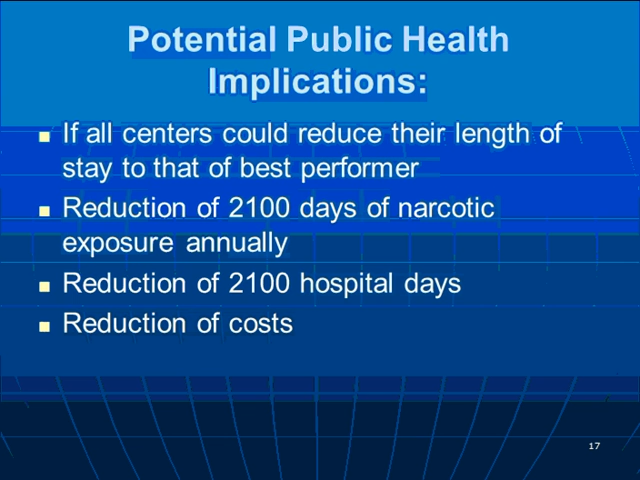 Potential Public Health
Implications:
If all centers could reduce their length of
stay to that of best performer
Reduction of 2100 days of narcotic
exposure annually
Reduction of 2100 hospital days
Reduction of costs
17